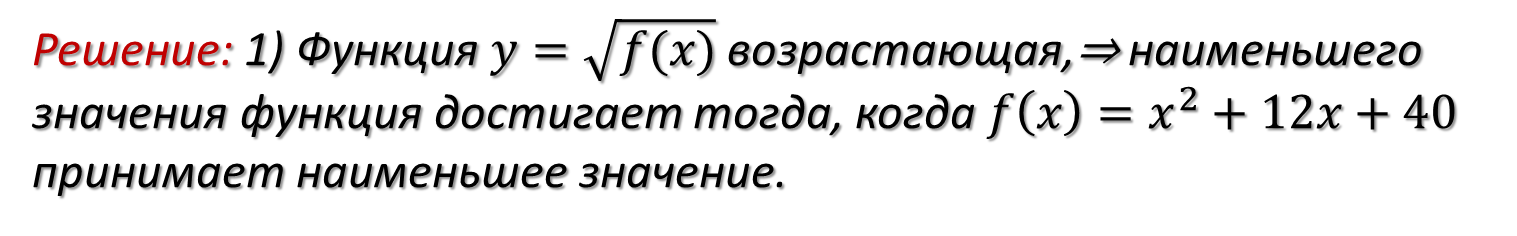 Решение: 1) Функция y = √f(x) возрастающая,⇒ наименьшего
значения функция достигает тогда, когда f(x) = x² + 12x + 40
принимает наименьшее значение.